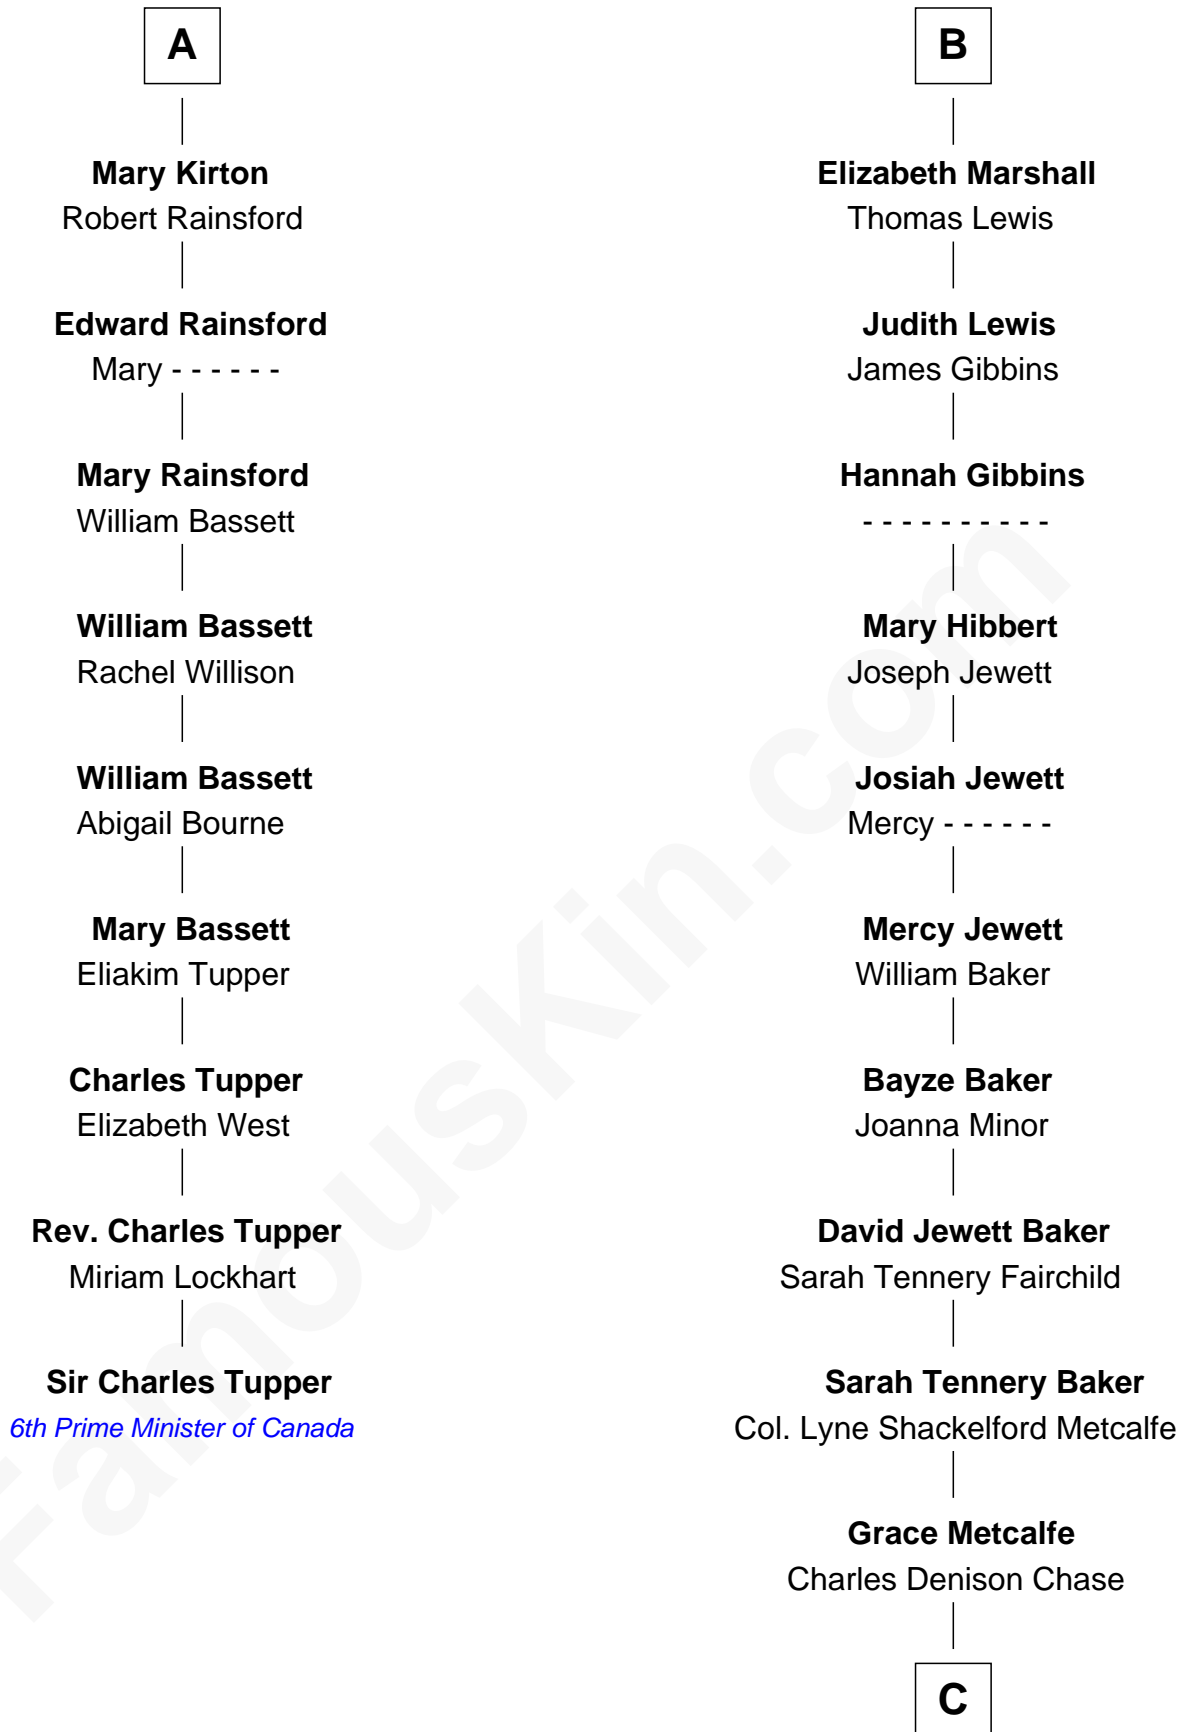 A
Mary Kirton
Robert Rainsford
Edward Rainsford
Mary - - - - - -
Mary Rainsford
William Bassett
William Bassett
Rachel Willison
William Bassett
Abigail Bourne
Mary Bassett
Eliakim Tupper
Charles Tupper
Elizabeth West
Rev. Charles Tupper
Miriam Lockhart
Sir Charles Tupper
6th Prime Minister of Canada
B
Elizabeth Marshall
Thomas Lewis
Judith Lewis
James Gibbins
Hannah Gibbins
- - - - - - - - - -
Mary Hibbert
Joseph Jewett
Josiah Jewett
Mercy - - - - - -
Mercy Jewett
William Baker
Bayze Baker
Joanna Minor
David Jewett Baker
Sarah Tennery Fairchild
Sarah Tennery Baker
Col. Lyne Shackelford Metcalfe
Grace Metcalfe
Charles Denison Chase
C
FamousKin.com